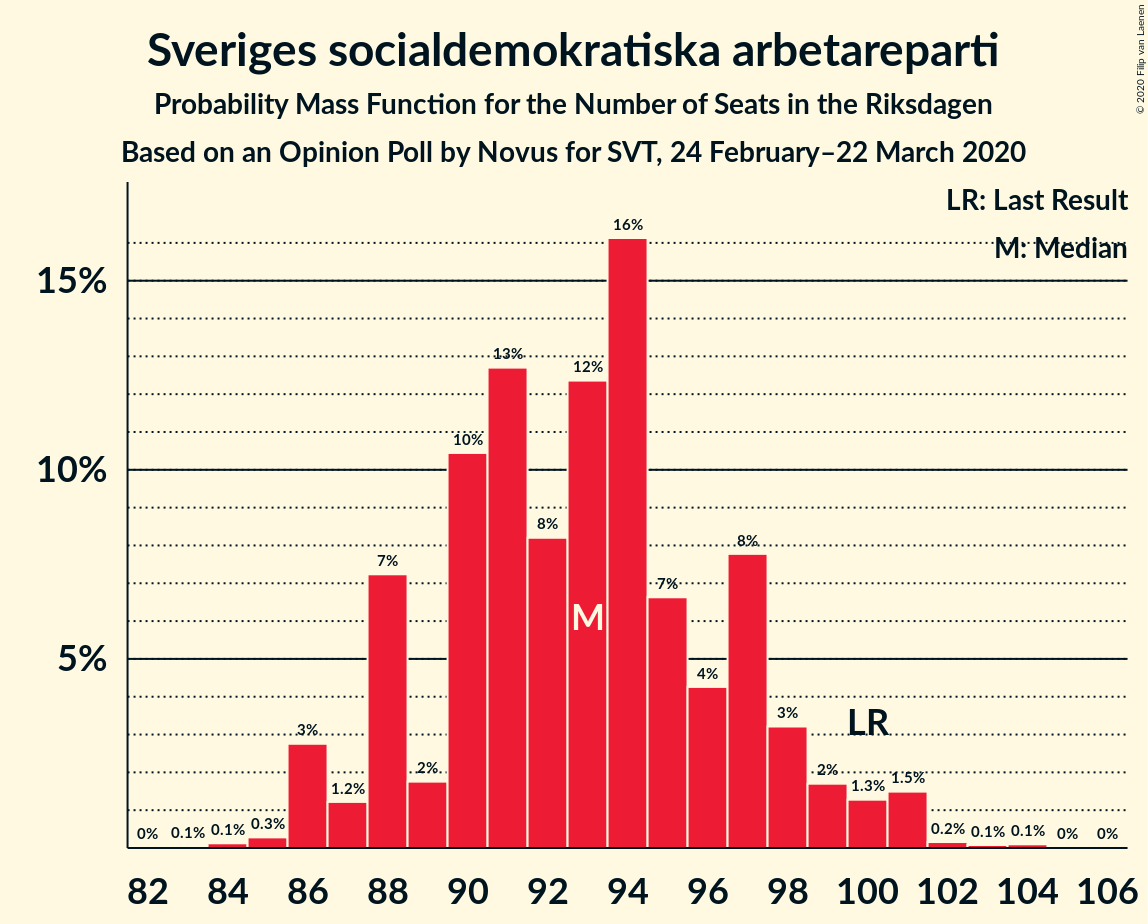 Sveriges socialdemokratiska arbetareparti
Probability Mass Function for the Number of Seats in the Riksdagen
Based on an Opinion Poll by Novus for SVT, 24 February–22 March 2020
© 2020 Filip van Laenen
LR: Last Result
M: Median
15%
10%
5%
0% 0.1% 0.1% 0.3% 3% 1.2% 7% 2% 10% 13% 8% 12% 16% 7% 4% 8% 3% 2% 1.3% 1.5% 0.2% 0.1% 0.1% 0% 0%
M
LR
82 84 86 88 90 92 94 96 98 100 102 104 106